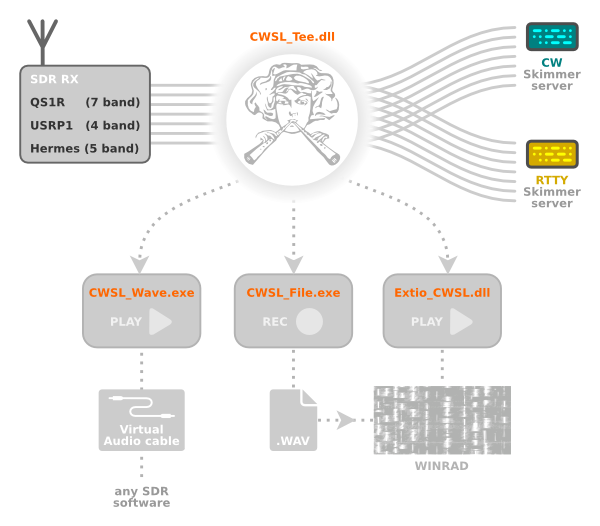 CWSL_Tee.dll
SDR RX
QS1R (7 band)
USRP1 (4 band)
Hermes (5 band)
CW
Skimmer
server
RTTY
Skimmer
server
CWSL_Wave.exe
PLAY
CWSL_File.exe
REC
Extio_CWSL.dll
PLAY
Virtual
Audio cable
.WAV
WINRAD
any SDR
software